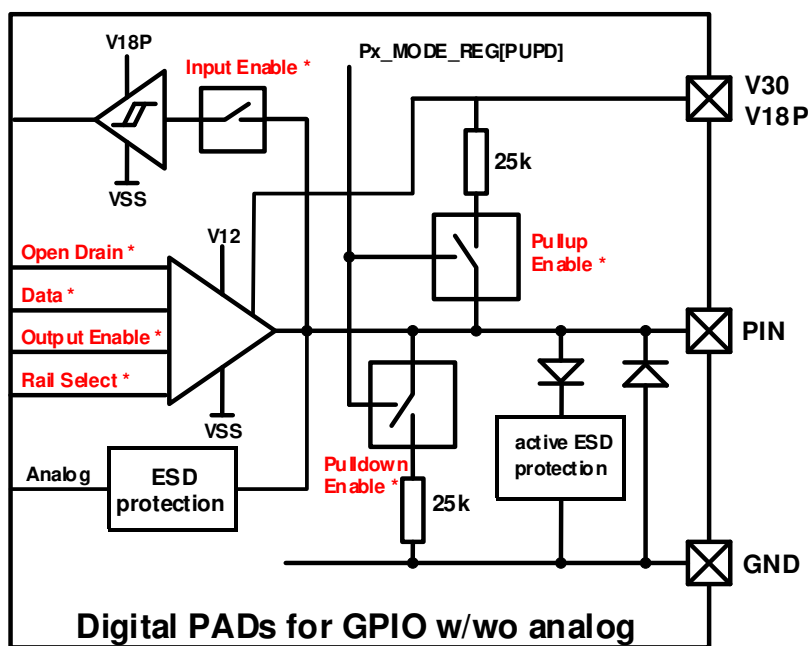 V18P
Input Enable *
Px_MODE_REG[PUPD]
V30
V18P
25k
VSS
V12
Pullup
Enable *
Open Drain *
Data *
Output Enable *
Rail Select *
PIN
VSS
Analog
ESD
protection
Pulldown
Enable *
25k
active ESD
protection
GND
Digital PADs for GPIO w/wo analog